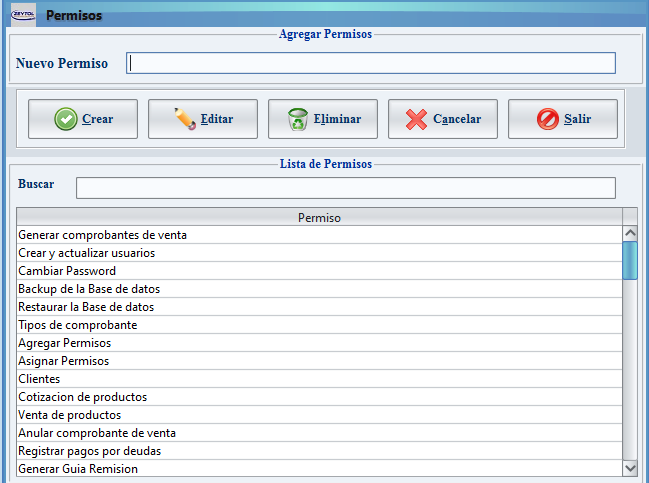 ZEYTOL
Permisos
Agregar Permisos
Nuevo Permiso
Crear
Editar
Eliminar
Cancelar
Salir
Lista de Permisos
Buscar
Permiso
Generar comprobantes de venta
Crear y actualizar usuarios
Cambiar Password
Backup de la Base de datos
Restaurar la Base de datos
Tipos de comprobante
Agregar Permisos
Asignar Permisos
Clientes
Cotizacion de productos
Venta de productos
Anular comprobante de venta
Registrar pagos por deudas
Generar Guia Remision